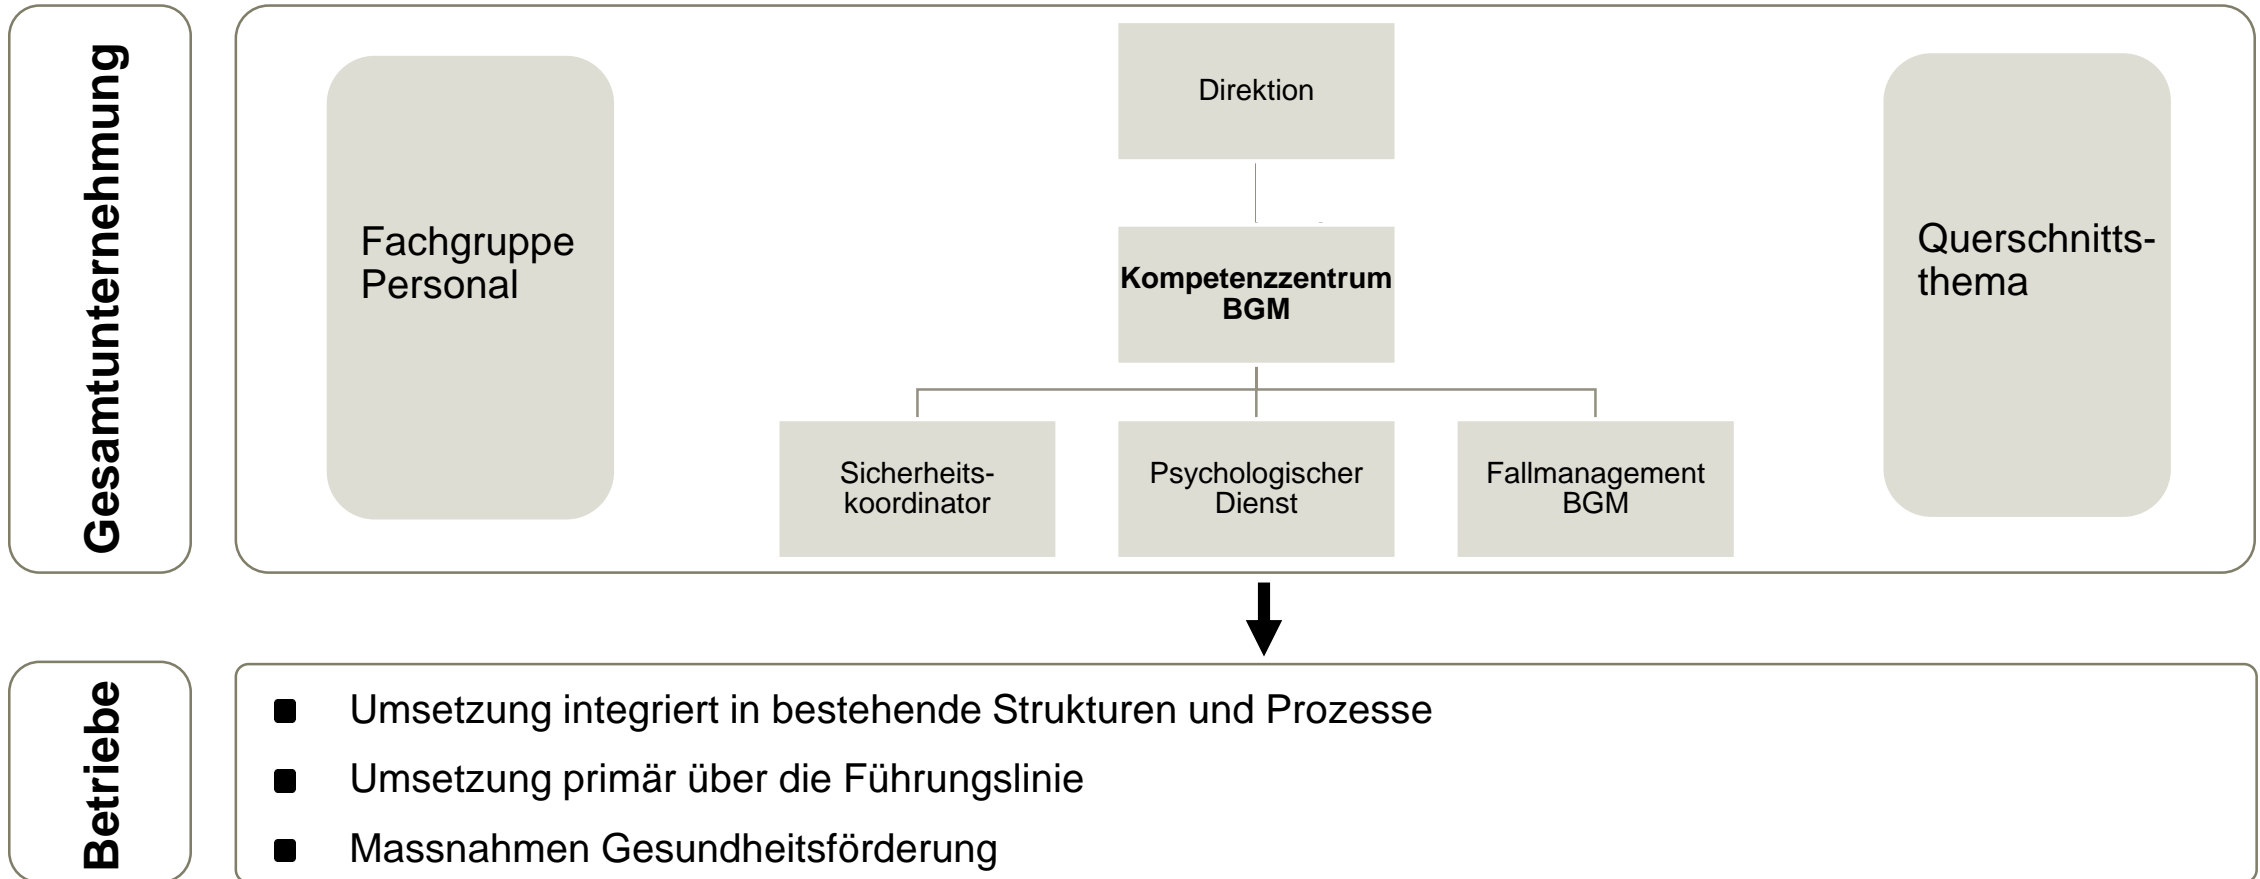 Gesamtunternehmung
Fachgruppe
Personal
Direktion
Kompetenzzentrum
BGM
Sicherheits-
koordinator
Psychologischer
Dienst
Fallmanagement
BGM
Querschnitts-
thema
Betriebe
Umsetzung integriert in bestehende Strukturen und Prozesse
Umsetzung primär über die Führungslinie
Massnahmen Gesundheitsförderung